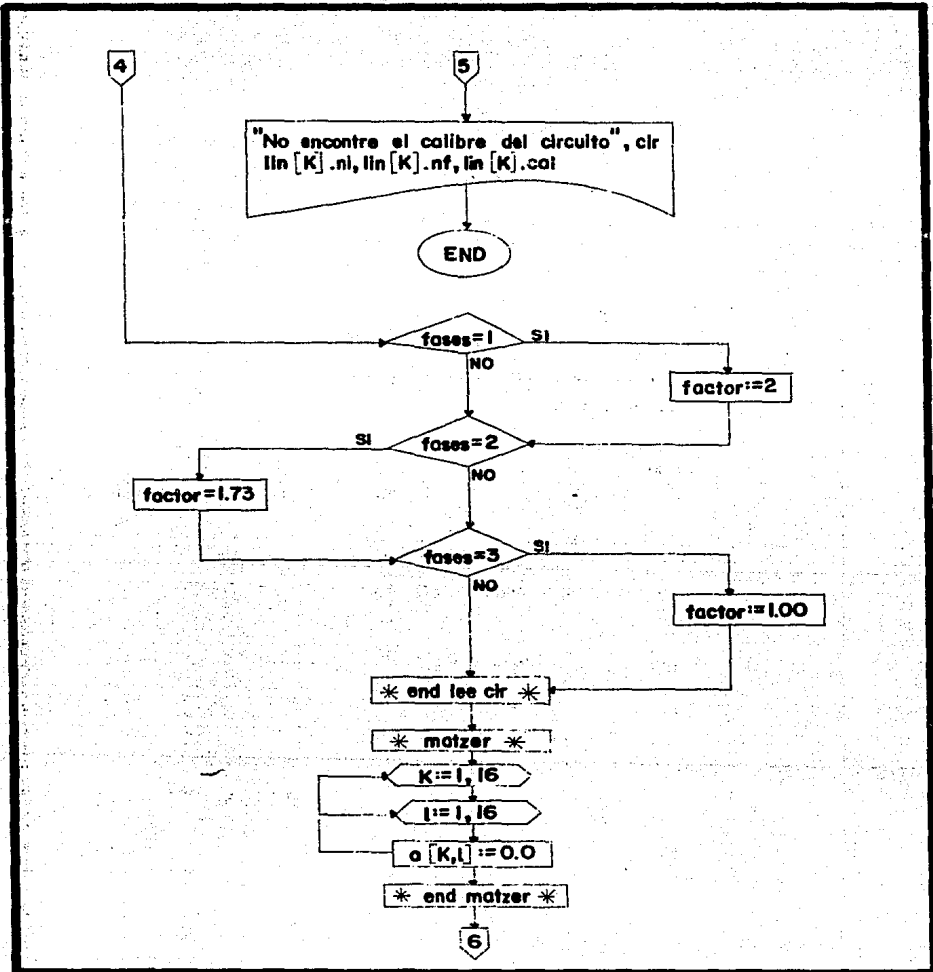 4
5
"No encontre el calibre del circuito", cir
lin [K] .ni, lin [K] .nf, lin [K] .cal
END
fases=1
SI
NO
factor:=2
fases=2
SI
NO
factor=1.73
fases=3
SI
NO
factor:=1.00
* end lee cir *
* matzer *
K:=1, 16
l:=1, 16
a [K,l] :=0.0
* end matzer *
6